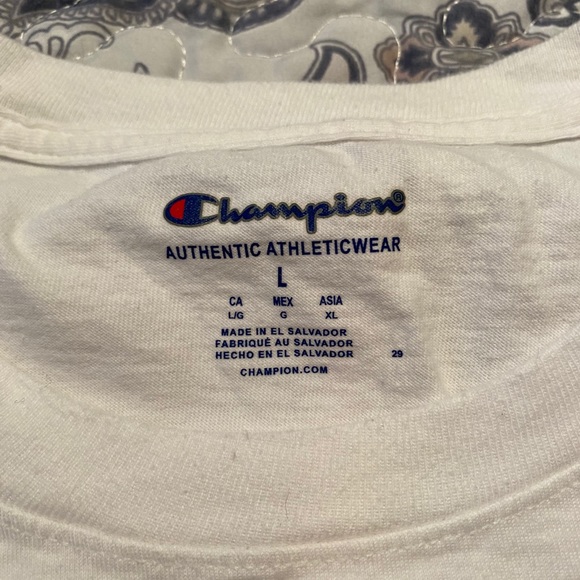 Champion®
AUTHENTIC ATHLETICWEAR
L
CA MEX ASIA
L/G G XL
MADE IN EL SALVADOR
FABRIQUÉ AU SALVADOR
HECHO EN EL SALVADOR 29
CHAMPION.COM